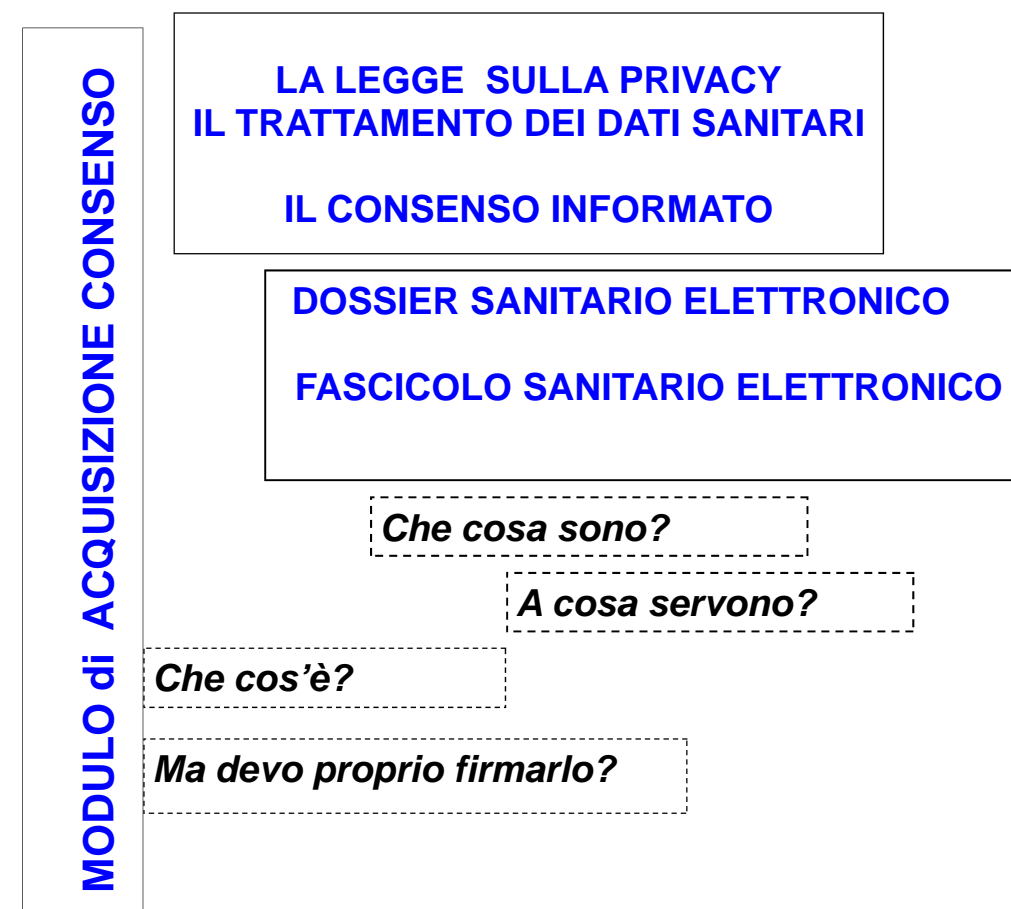 MODULO di ACQUISIZIONE CONSENSO
LA LEGGE SULLA PRIVACY
IL TRATTAMENTO DEI DATI SANITARI
IL CONSENSO INFORMATO
DOSSIER SANITARIO ELETTRONICO
FASCICOLO SANITARIO ELETTRONICO
Che cosa sono?
A cosa servono?
Che cos’è?
Ma devo proprio firmarlo?